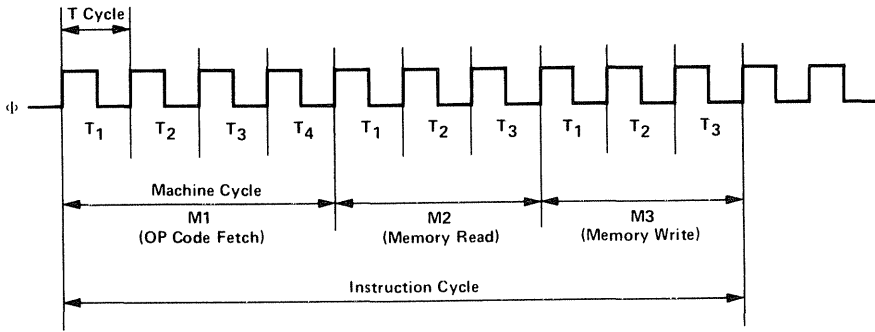 T Cycle
Φ
T1 T2 T3 T4 T1 T2 T3 T1 T2 T3
Machine Cycle
M1 M2 M3
(OP Code Fetch) (Memory Read) (Memory Write)
Instruction Cycle